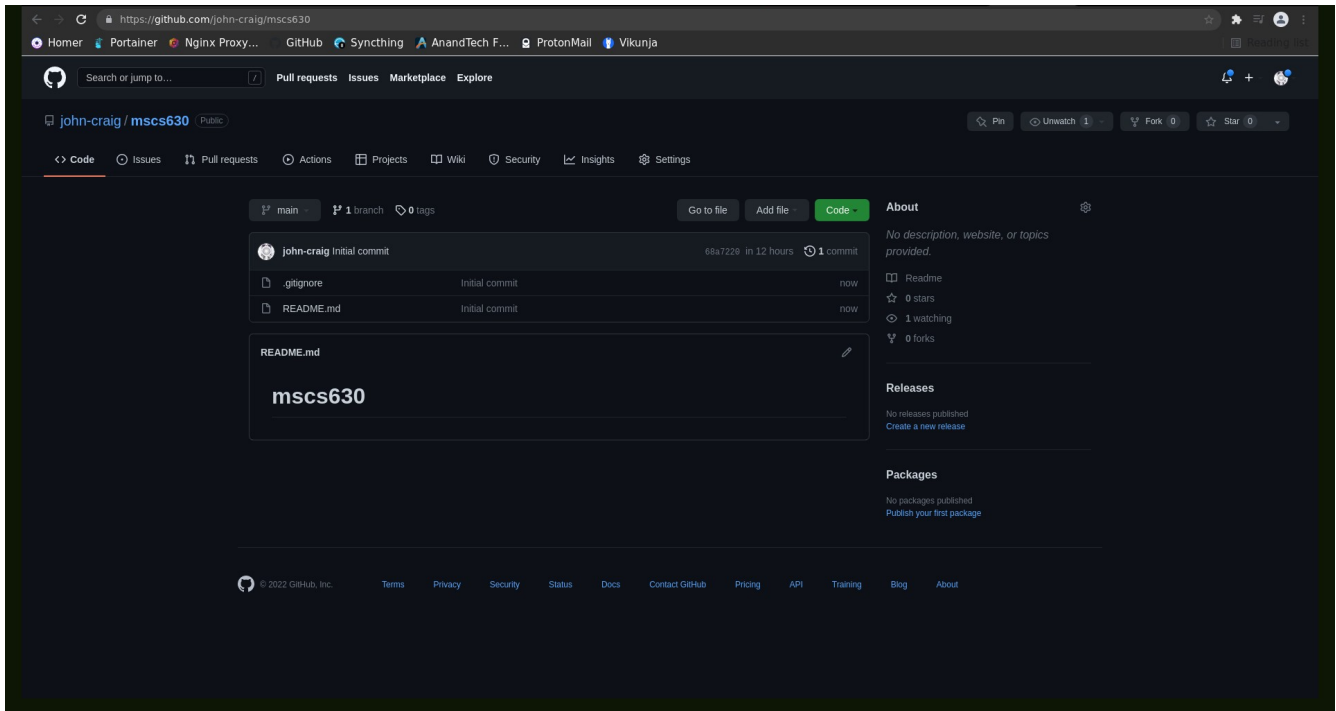 https://github.com/john-craig/mscs630
Homer Portainer Nginx Proxy... GitHub Syncthing AnandTech F... ProtonMail Vikunja Reading list
Search or jump to... / Pull requests Issues Marketplace Explore
john-craig / mscs630 Public Pin Unwatch 1 Fork 0 Star 0
<> Code Issues Pull requests Actions Projects Wiki Security Insights Settings
main 1 branch 0 tags Go to file Add file Code
john-craig Initial commit 68a7220 in 12 hours 1 commit
.gitignore Initial commit now
README.md Initial commit now
README.md
mscs630
About
No description, website, or topics
provided.
Readme
0 stars
1 watching
0 forks
Releases
No releases published
Create a new release
Packages
No packages published
Publish your first package
© 2022 GitHub, Inc. Terms Privacy Security Status Docs Contact GitHub Pricing API Training Blog About